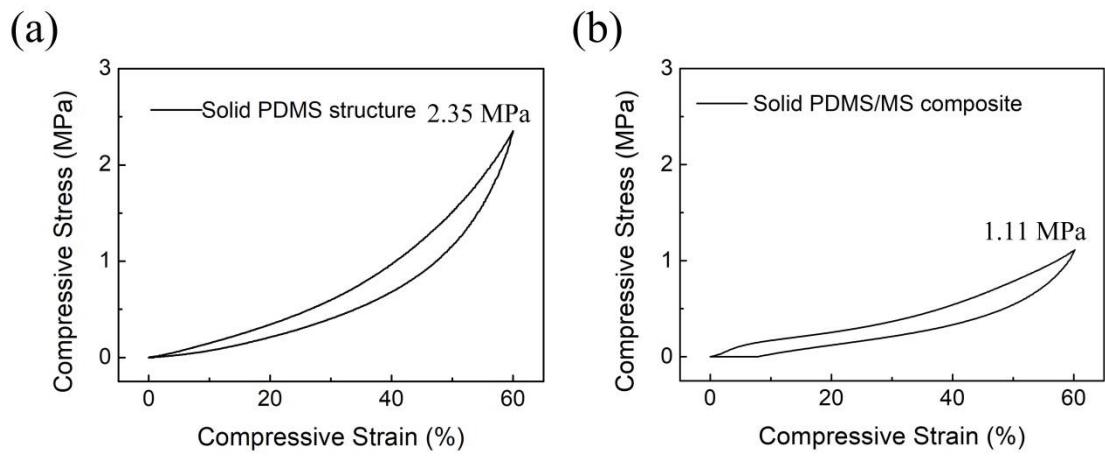 (a)
Compressive Stress (MPa)
3
2
1
0
Solid PDMS structure
2.35 MPa
0
20
40
60
Compressive Strain (%)
(b)
Compressive Stress (MPa)
3
2
1
0
Solid PDMS/MS composite
1.11 MPa
0
20
40
60
Compressive Strain (%)